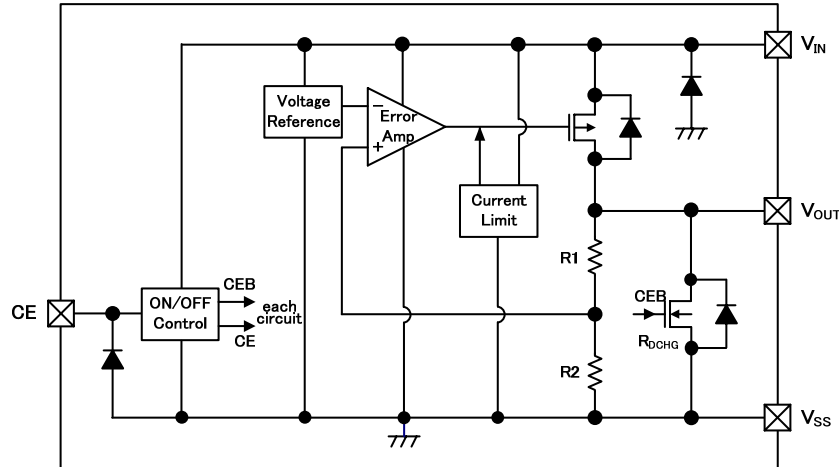 VIN
Voltage
Reference
−
+
Error
Amp
Current
Limit
VOUT
R1
CEB
RDCHG
CE
ON/OFF
Control
CEB
CE
each
circuit
R2
VSS